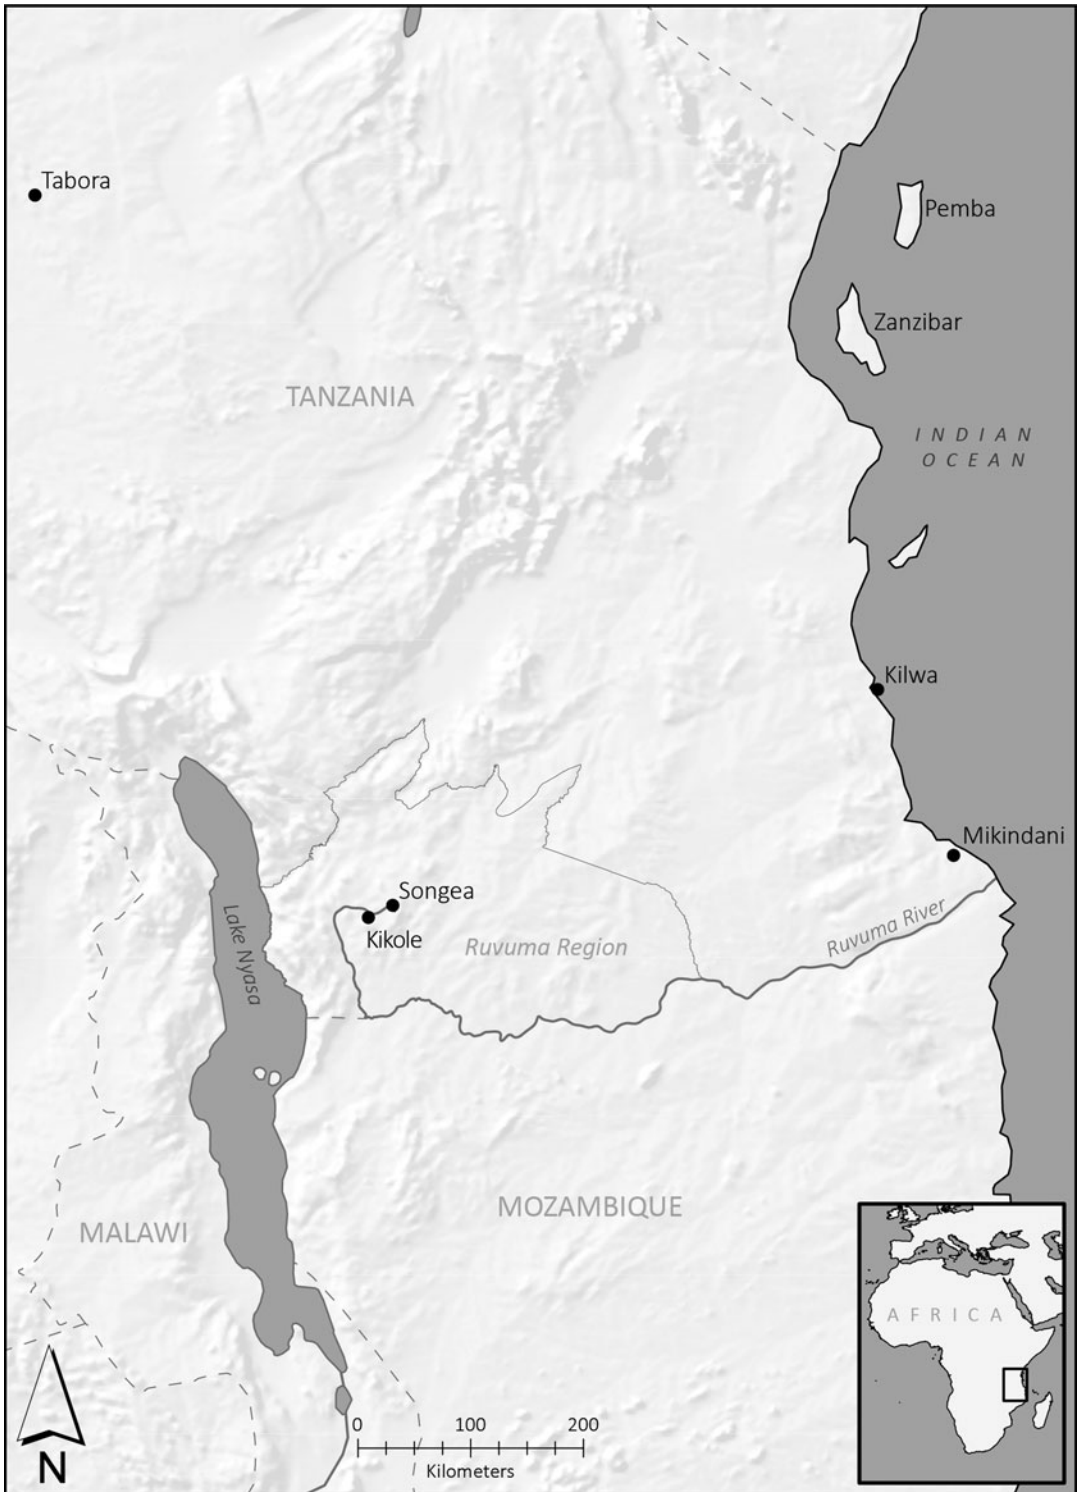 Tabora
Pemba
Zanzibar
TANZANIA
INDIAN
OCEAN
Kilwa
Mikindani
Songea
Kikole
Ruvuma Region
Ruvuma River
Lake Nyasa
MALAWI
MOZAMBIQUE
AFRICA
N
0 100 200
Kilometers